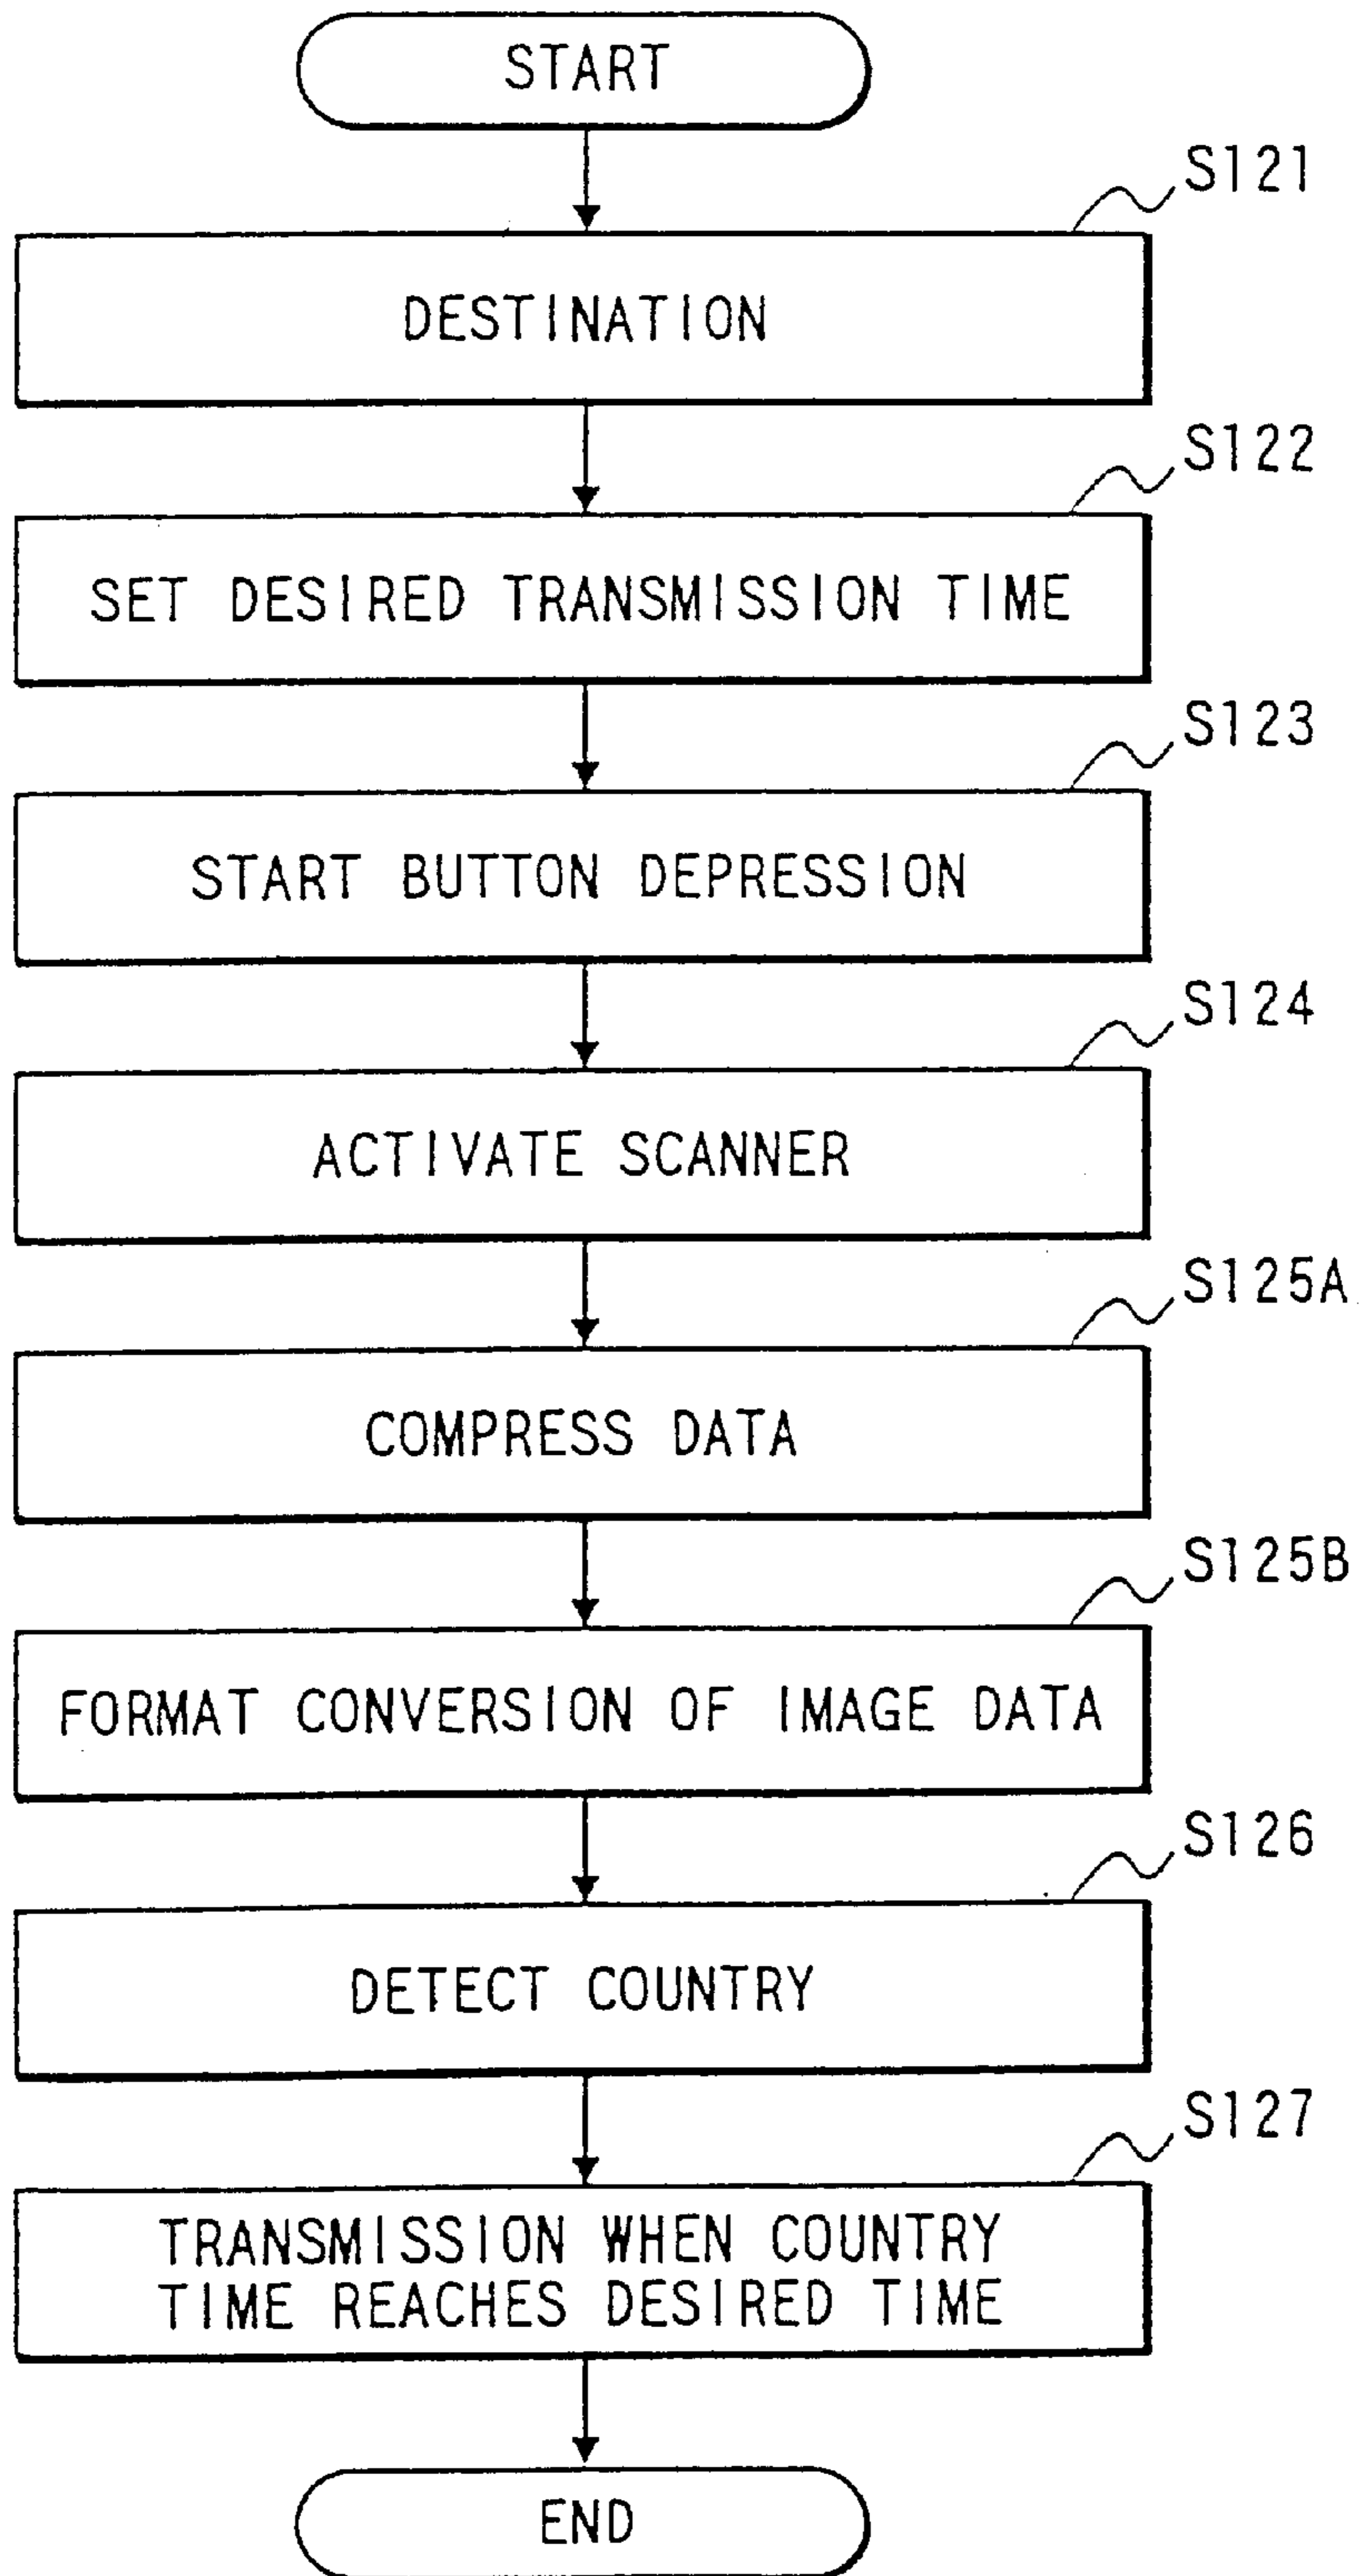 START
S121
DESTINATION
S122
SET DESIRED TRANSMISSION TIME
S123
START BUTTON DEPRESSION
S124
ACTIVATE SCANNER
S125A
COMPRESS DATA
S125B
FORMAT CONVERSION OF IMAGE DATA
S126
DETECT COUNTRY
S127
TRANSMISSION WHEN COUNTRY
TIME REACHES DESIRED TIME
END